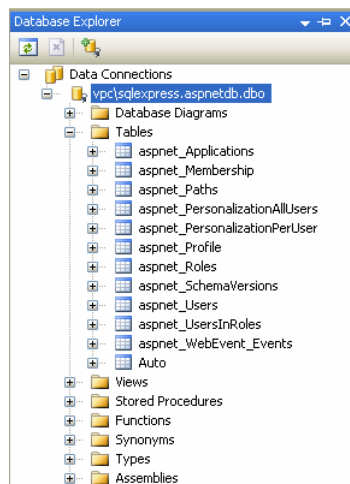 Database Explorer
Data Connections
vpc\sqlexpress.aspnetdb.dbo
Database Diagrams
Tables
aspnet_Applications
aspnet_Membership
aspnet_Paths
aspnet_PersonalizationAllUsers
aspnet_PersonalizationPerUser
aspnet_Profile
aspnet_Roles
aspnet_SchemaVersions
aspnet_Users
aspnet_UsersInRoles
aspnet_WebEvent_Events
Auto
Views
Stored Procedures
Functions
Synonyms
Types
Assemblies